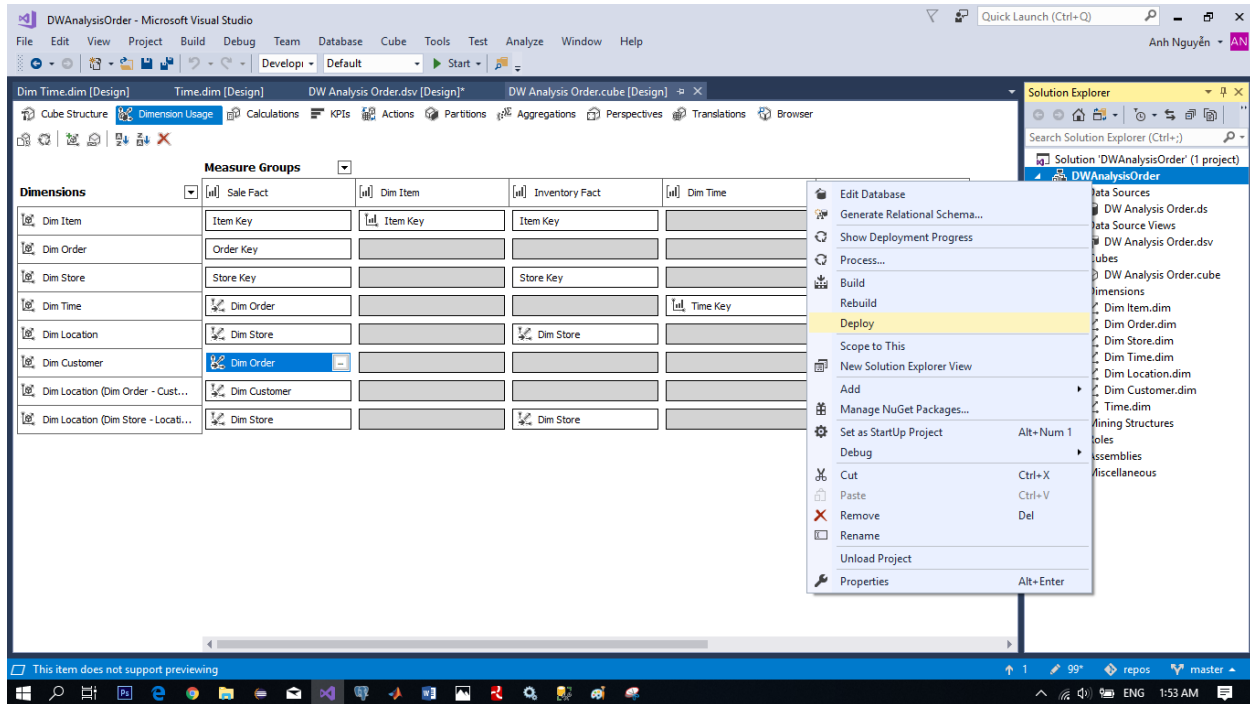 DWAnalysisOrder - Microsoft Visual Studio
Quick Launch (Ctrl+Q)
File Edit View Project Build Debug Team Database Cube Tools Test Analyze Window Help
Anh Nguyễn AN
Developi Default Start
Dim Time.dim [Design] Time.dim [Design] DW Analysis Order.dsv [Design]* DW Analysis Order.cube [Design]
Cube Structure Dimension Usage Calculations KPIs Actions Partitions Aggregations Perspectives Translations Browser
Measure Groups
Dimensions Sale Fact Dim Item Inventory Fact Dim Time
Dim Item Item Key Item Key Item Key
Dim Order Order Key
Dim Store Store Key Store Key
Dim Time Dim Order Time Key
Dim Location Dim Store Dim Store
Dim Customer Dim Order
Dim Location (Dim Order - Cust... Dim Customer
Dim Location (Dim Store - Locati... Dim Store Dim Store
Edit Database
Generate Relational Schema...
Show Deployment Progress
Process...
Build
Rebuild
Deploy
Scope to This
New Solution Explorer View
Add
Manage NuGet Packages...
Set as StartUp Project Alt+Num 1
Debug
Cut Ctrl+X
Paste Ctrl+V
Remove Del
Rename
Unload Project
Properties Alt+Enter
Solution Explorer
Search Solution Explorer (Ctrl+;)
Solution 'DWAnalysisOrder' (1 project)
DWAnalysisOrder
ata Sources
DW Analysis Order.ds
ata Source Views
DW Analysis Order.dsv
ubes
DW Analysis Order.cube
imensions
Dim Item.dim
Dim Order.dim
Dim Store.dim
Dim Time.dim
Dim Location.dim
Dim Customer.dim
Time.dim
ining Structures
oles
ssemblies
iscellaneous
This item does not support previewing
1 99* repos master
Ps
ENG 1:53 AM